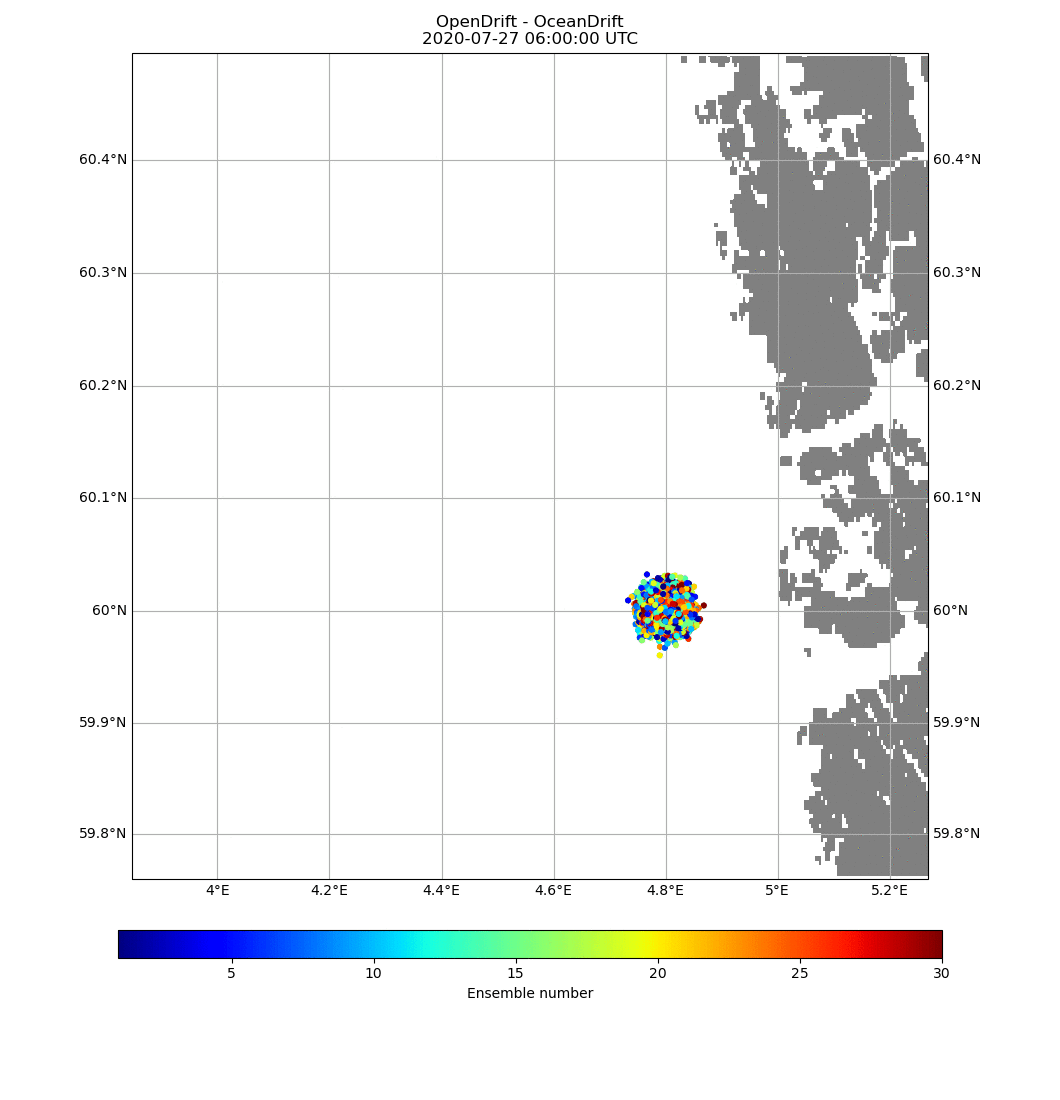 OpenDrift - OceanDrift
2020-07-27 06:00:00 UTC
60.4°N 60.4°N
60.3°N 60.3°N
60.2°N 60.2°N
60.1°N 60.1°N
60°N 60°N
59.9°N 59.9°N
59.8°N 59.8°N
4°E 4.2°E 4.4°E 4.6°E 4.8°E 5°E 5.2°E
5 10 15 20 25 30
Ensemble number